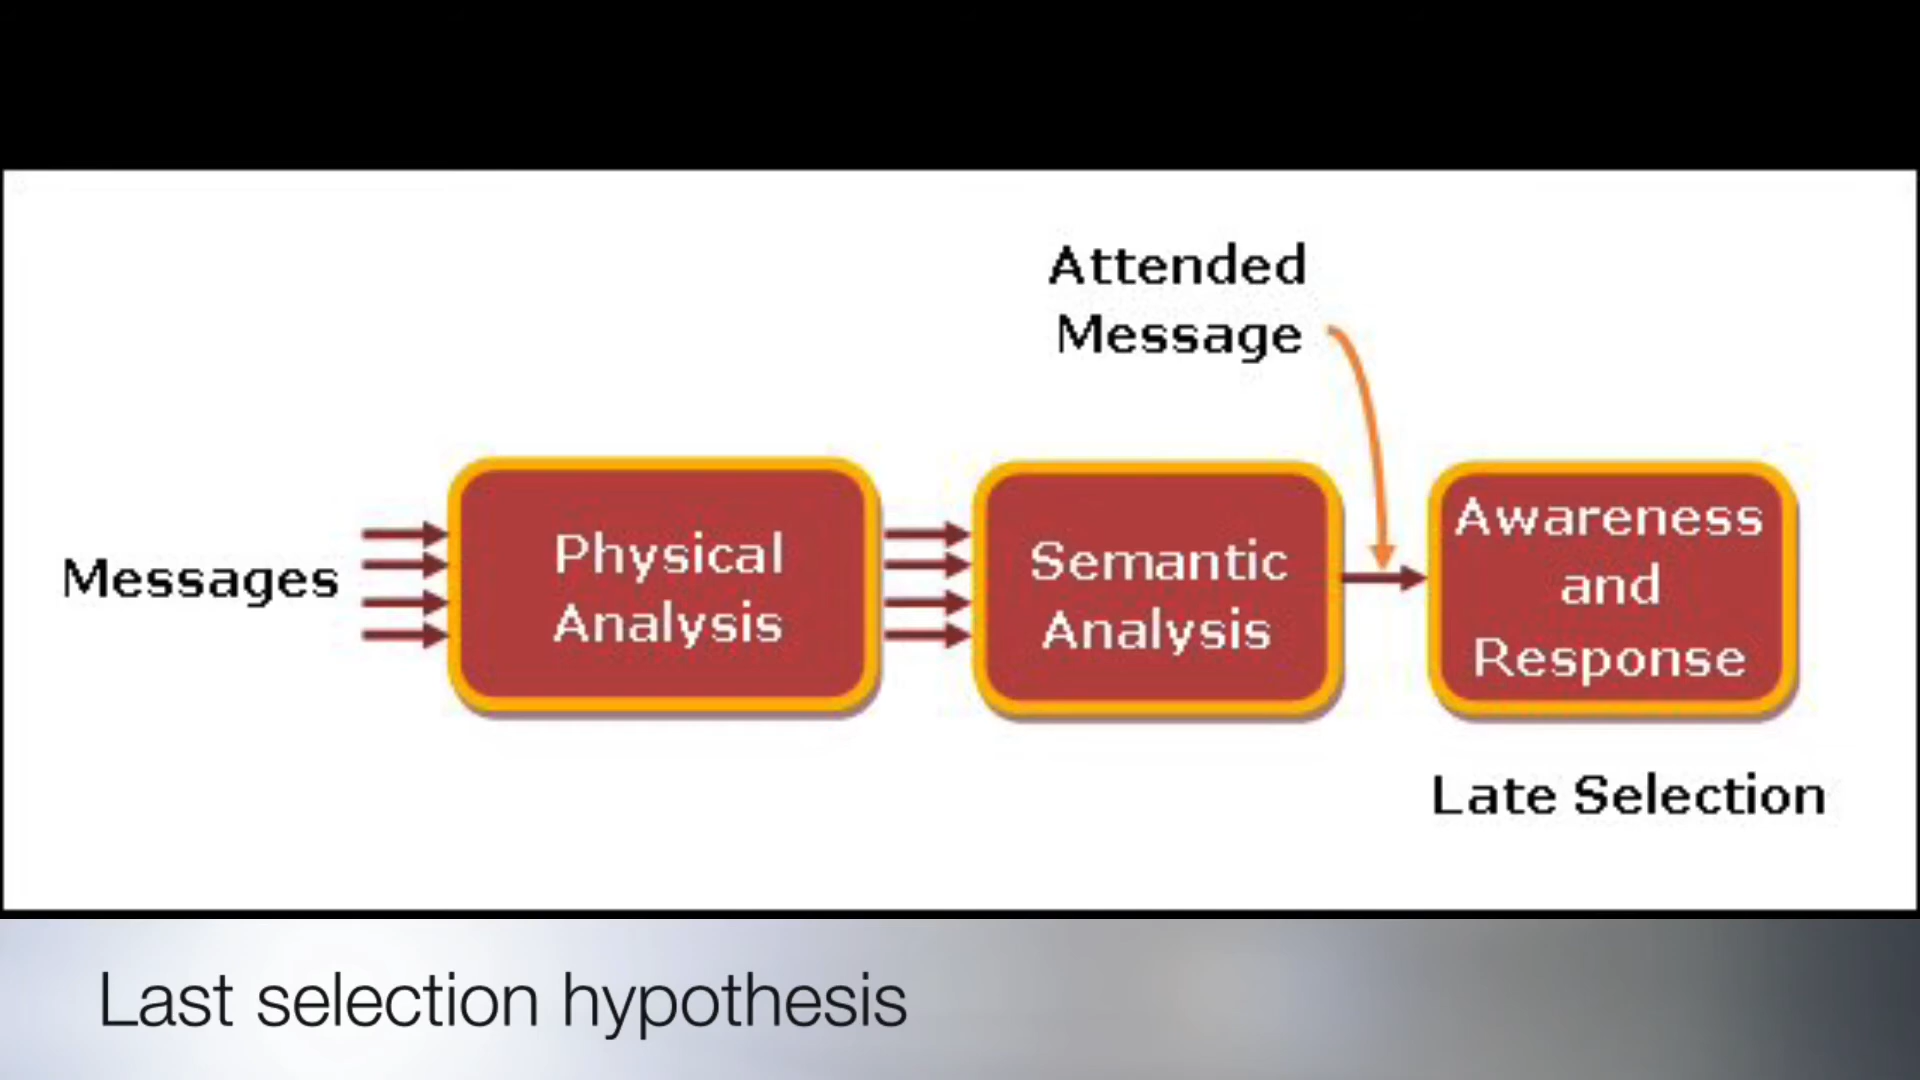 Attended
Message
Messages
Physical
Analysis
Semantic
Analysis
Awareness
and
Response
Late Selection
Last selection hypothesis